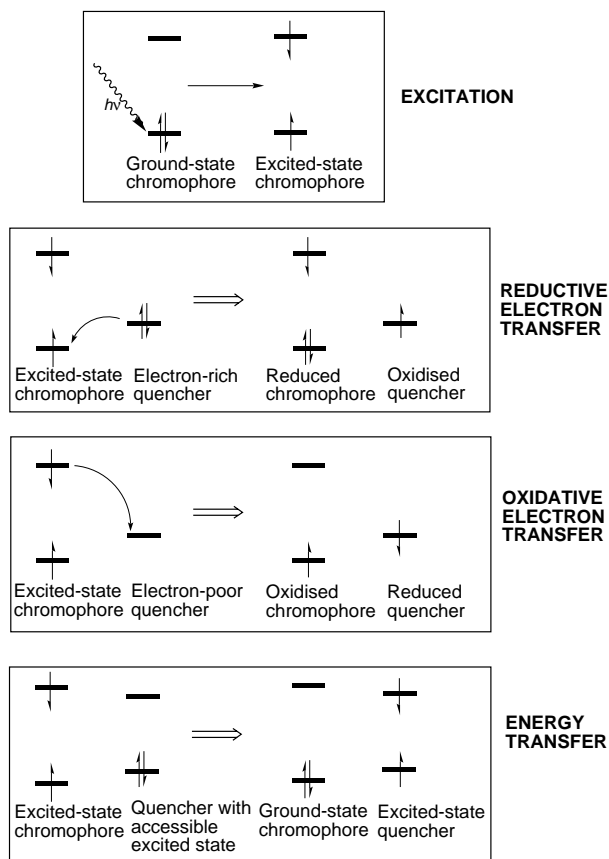 EXCITATION
hν
Ground-state
chromophore
Excited-state
chromophore
REDUCTIVE
ELECTRON
TRANSFER
Excited-state
chromophore
Electron-rich
quencher
Reduced
chromophore
Oxidised
quencher
OXIDATIVE
ELECTRON
TRANSFER
Excited-state
chromophore
Electron-poor
quencher
Oxidised
chromophore
Reduced
quencher
ENERGY
TRANSFER
Excited-state
chromophore
Quencher with
accessible
excited state
Ground-state
chromophore
Excited-state
quencher